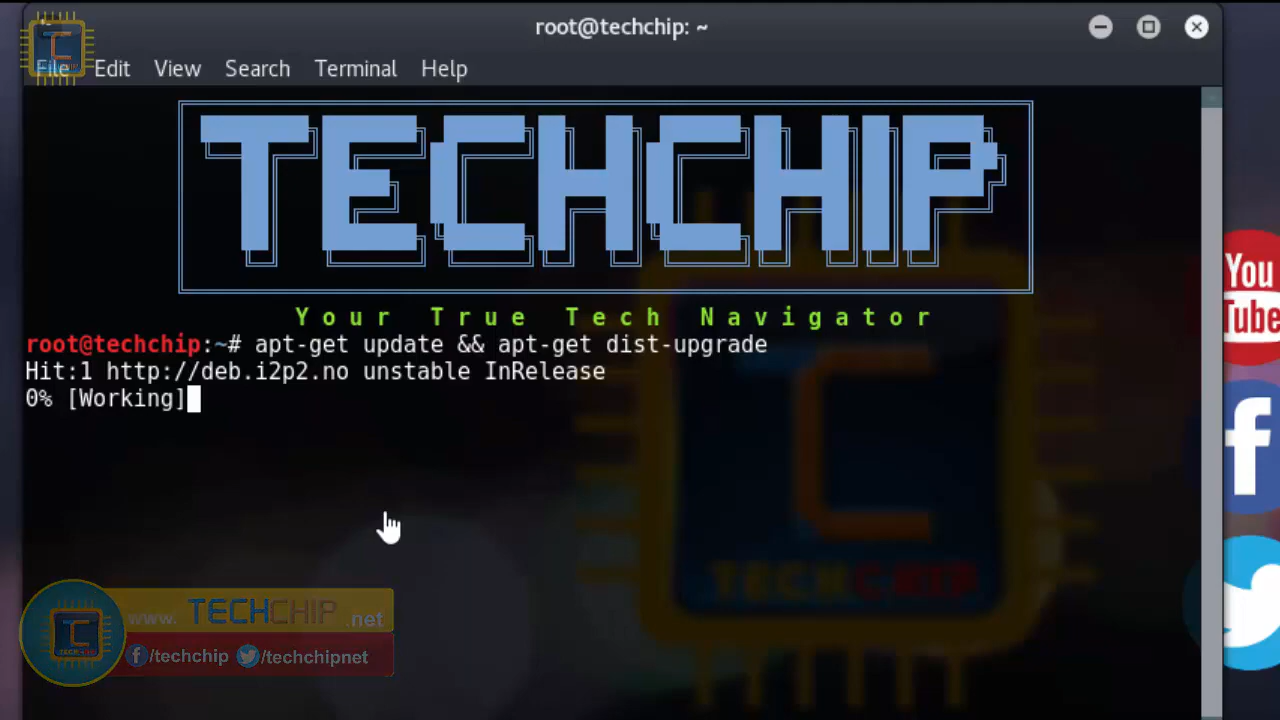 root@techchip: ~
File Edit View Search Terminal Help
TECHCHIP
Your True Tech Navigator
root@techchip:~# apt-get update && apt-get dist-upgrade
Hit:1 http://deb.i2p2.no unstable InRelease
0% [Working]
You
Tube
TECHCHIP
www. TECHCHIP .net
/techchip /techchipnet